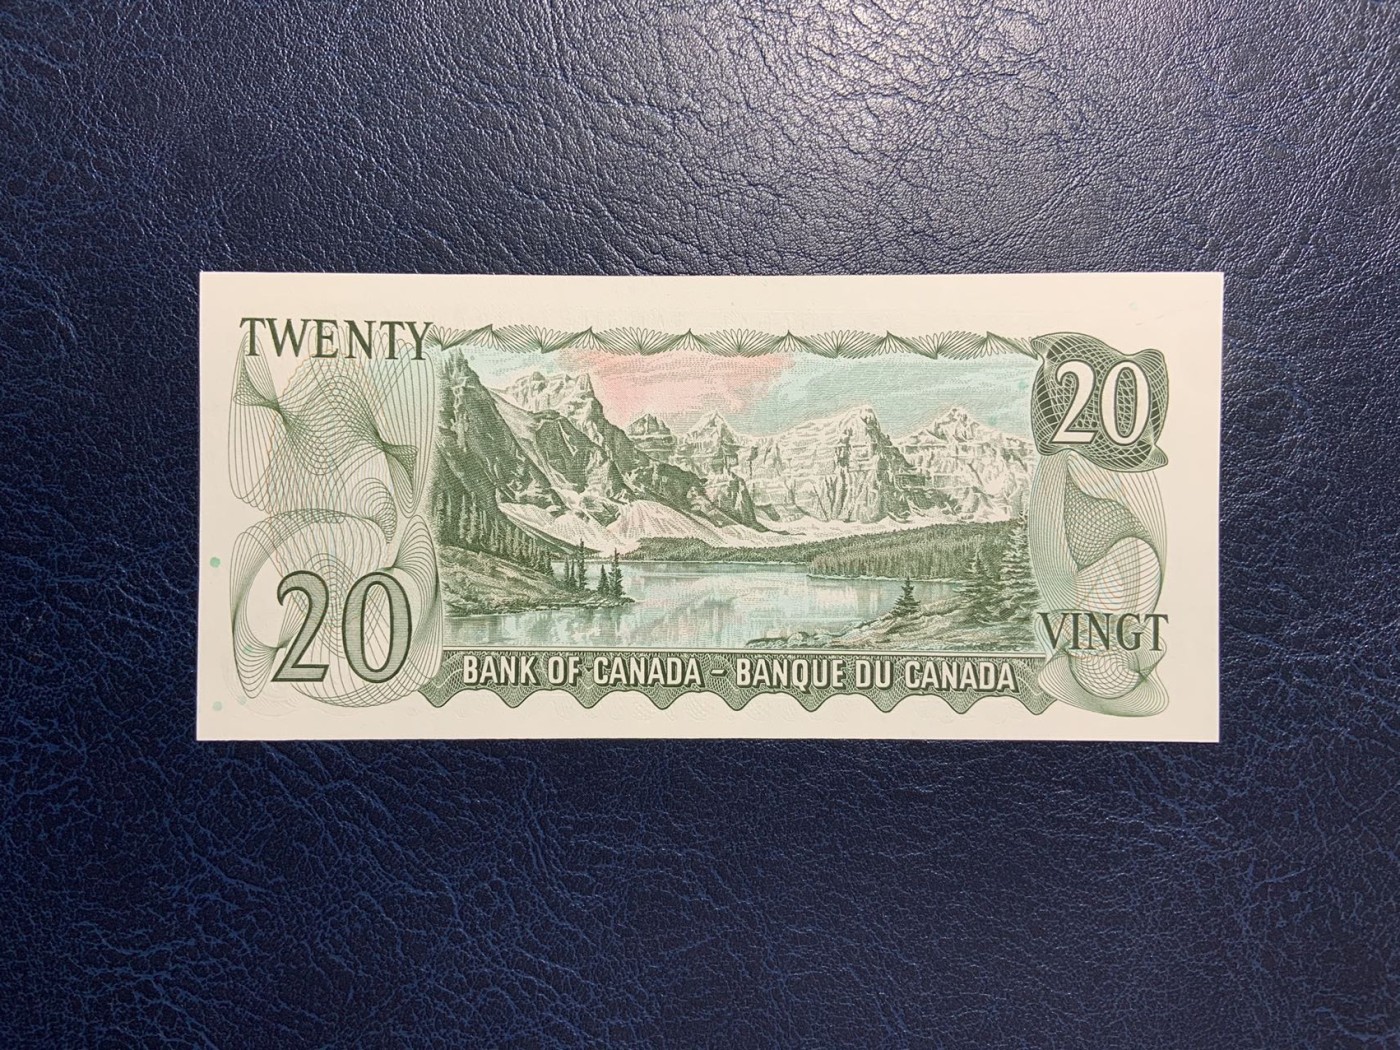 TWENTY
20
20
VINGT
BANK OF CANADA - BANQUE DU CANADA